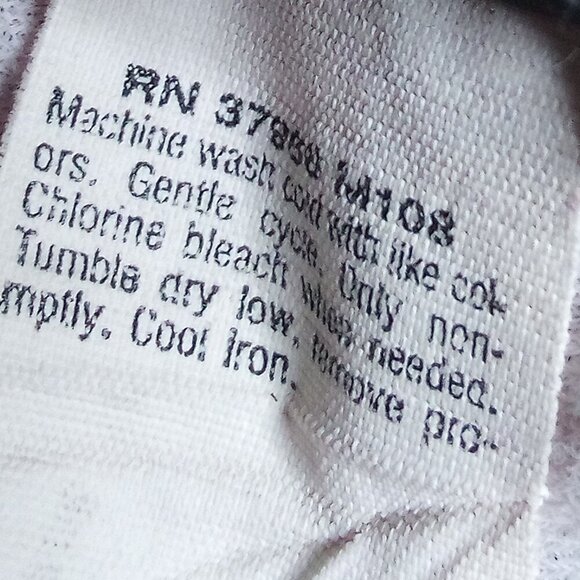 RN M108
Machine wash cold with like col-
ors. Gentle cycle. Only non-
Chlorine bleach when needed.
Tumble dry low, remove pro-
mptly. Cool Iron.